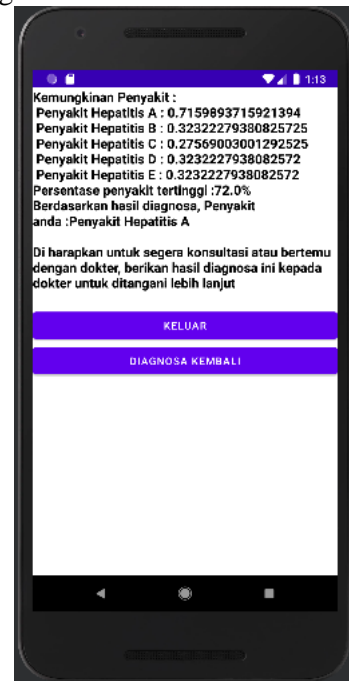 1:13
Kemungkinan Penyakit :
Penyakit Hepatitis A : 0.7159893715921394
Penyakit Hepatitis B : 0.32322279380825725
Penyakit Hepatitis C : 0.27569003001292525
Penyakit Hepatitis D : 0.3232227938082572
Penyakit Hepatitis E : 0.3232227938082572
Persentase penyakit tertinggi :72.0%
Berdasarkan hasil diagnosa, Penyakit
anda :Penyakit Hepatitis A
Di harapkan untuk segera konsultasi atau bertemu
dengan dokter, berikan hasil diagnosa ini kepada
dokter untuk ditangani lebih lanjut
KELUAR
DIAGNOSA KEMBALI